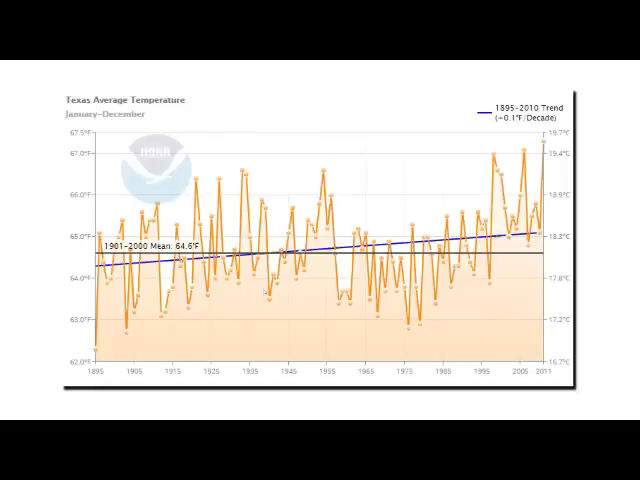 Texas Average Temperature
January-December
1895-2010 Trend
(+0.1°F/Decade)
67.5°F
19.7°C
NOAA
67.0°F
19.4°C
66.0°F
18.9°C
65.0°F
18.3°C
1901-2000 Mean: 64.6°F
64.0°F
17.8°C
63.0°F
17.2°C
62.0°F
16.7°C
1895 1905 1915 1925 1935 1945 1955 1965 1975 1985 1995 2005 2011